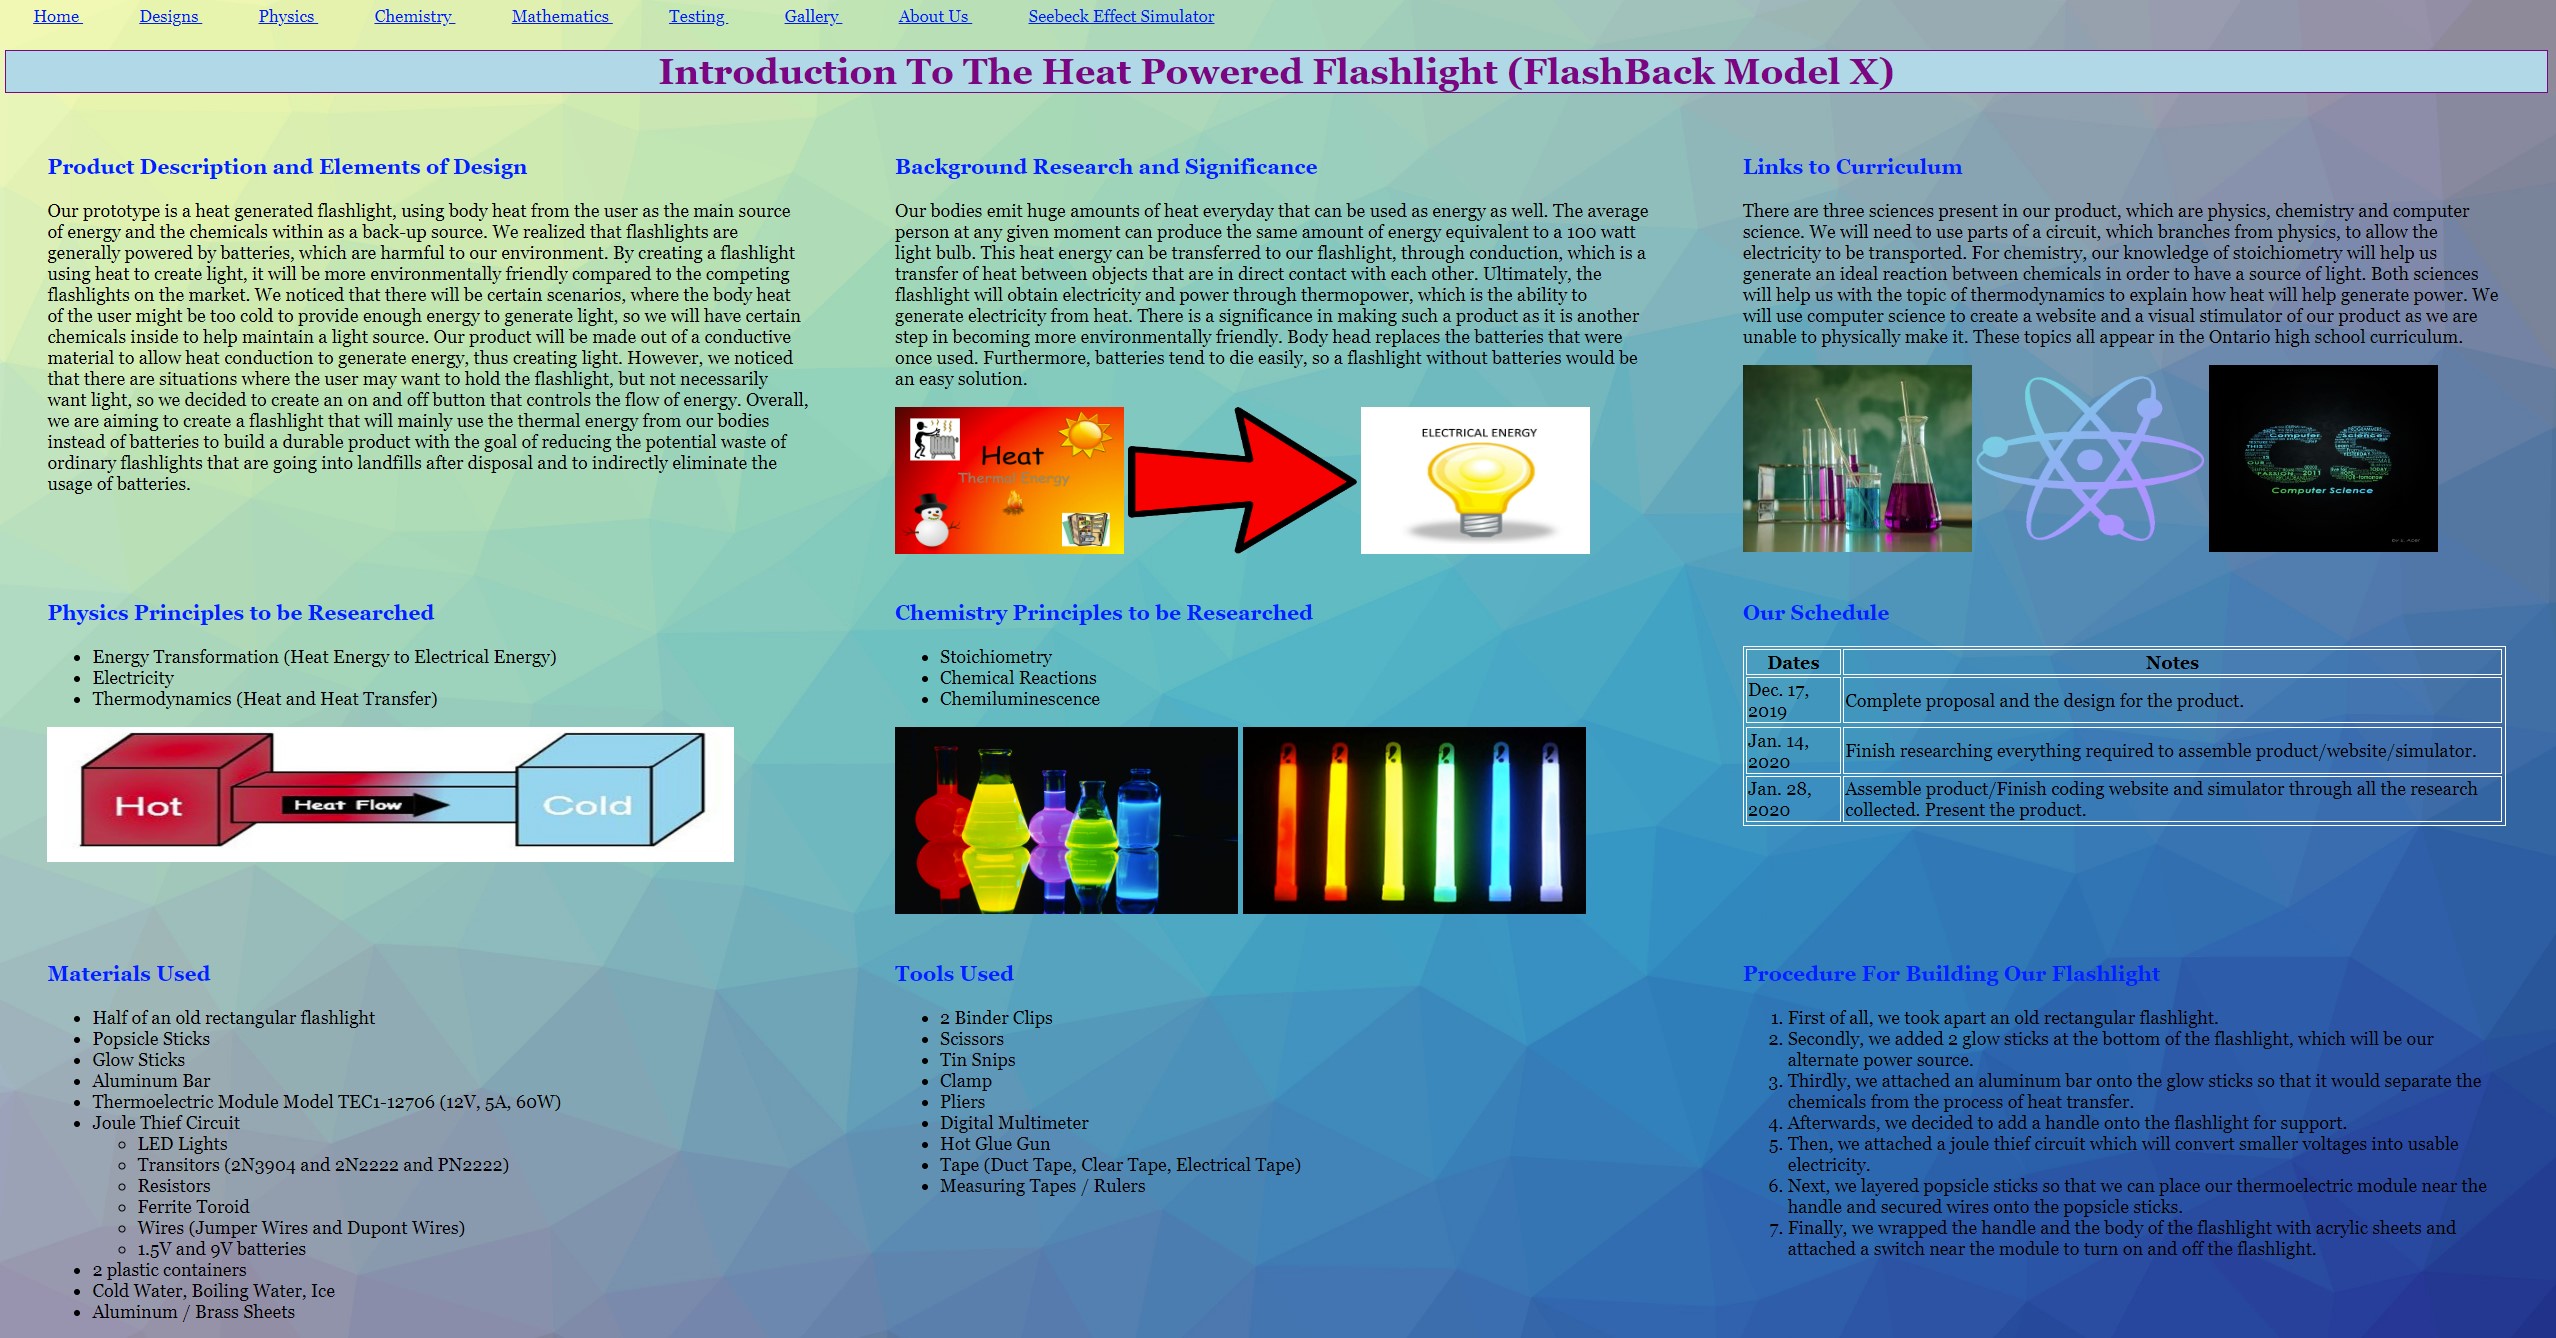 Home Designs Physics Chemistry Mathematics Testing Gallery About Us Seebeck Effect Simulator
Introduction To The Heat Powered Flashlight (FlashBack Model X)
Product Description and Elements of Design
Our prototype is a heat generated flashlight, using body heat from the user as the main source
of energy and the chemicals within as a back-up source. We realized that flashlights are
generally powered by batteries, which are harmful to our environment. By creating a flashlight
using heat to create light, it will be more environmentally friendly compared to the competing
flashlights on the market. We noticed that there will be certain scenarios, where the body heat
of the user might be too cold to provide enough energy to generate light, so we will have certain
chemicals inside to help maintain a light source. Our product will be made out of a conductive
material to allow heat conduction to generate energy, thus creating light. However, we noticed
that there are situations where the user may want to hold the flashlight, but not necessarily
want light, so we decided to create an on and off button that controls the flow of energy. Overall,
we are aiming to create a flashlight that will mainly use the thermal energy from our bodies
instead of batteries to build a durable product with the goal of reducing the potential waste of
ordinary flashlights that are going into landfills after disposal and to indirectly eliminate the
usage of batteries.
Background Research and Significance
Our bodies emit huge amounts of heat everyday that can be used as energy as well. The average
person at any given moment can produce the same amount of energy equivalent to a 100 watt
light bulb. This heat energy can be transferred to our flashlight, through conduction, which is a
transfer of heat between objects that are in direct contact with each other. Ultimately, the
flashlight will obtain electricity and power through thermopower, which is the ability to
generate electricity from heat. There is a significance in making such a product as it is another
step in becoming more environmentally friendly. Body head replaces the batteries that were
once used. Furthermore, batteries tend to die easily, so a flashlight without batteries would be
an easy solution.
Heat
Thermal Energy
ELECTRICAL ENERGY
Links to Curriculum
There are three sciences present in our product, which are physics, chemistry and computer
science. We will need to use parts of a circuit, which branches from physics, to allow the
electricity to be transported. For chemistry, our knowledge of stoichiometry will help us
generate an ideal reaction between chemicals in order to have a source of light. Both sciences
will help us with the topic of thermodynamics to explain how heat will help generate power. We
will use computer science to create a website and a visual stimulator of our product as we are
unable to physically make it. These topics all appear in the Ontario high school curriculum.
CS
Computer Science
Physics Principles to be Researched
• Energy Transformation (Heat Energy to Electrical Energy)
• Electricity
• Thermodynamics (Heat and Heat Transfer)
Hot
Heat Flow
Cold
Chemistry Principles to be Researched
• Stoichiometry
• Chemical Reactions
• Chemiluminescence
Our Schedule
Dates Notes
Dec. 17,
2019
Complete proposal and the design for the product.
Jan. 14,
2020
Finish researching everything required to assemble product/website/simulator.
Jan. 28,
2020
Assemble product/Finish coding website and simulator through all the research
collected. Present the product.
Materials Used
• Half of an old rectangular flashlight
• Popsicle Sticks
• Glow Sticks
• Aluminum Bar
• Thermoelectric Module Model TEC1-12706 (12V, 5A, 60W)
• Joule Thief Circuit
◦ LED Lights
◦ Transitors (2N3904 and 2N2222 and PN2222)
◦ Resistors
◦ Ferrite Toroid
◦ Wires (Jumper Wires and Dupont Wires)
◦ 1.5V and 9V batteries
• 2 plastic containers
• Cold Water, Boiling Water, Ice
• Aluminum / Brass Sheets
Tools Used
• 2 Binder Clips
• Scissors
• Tin Snips
• Clamp
• Pliers
• Digital Multimeter
• Hot Glue Gun
• Tape (Duct Tape, Clear Tape, Electrical Tape)
• Measuring Tapes / Rulers
Procedure For Building Our Flashlight
1. First of all, we took apart an old rectangular flashlight.
2. Secondly, we added 2 glow sticks at the bottom of the flashlight, which will be our
alternate power source.
3. Thirdly, we attached an aluminum bar onto the glow sticks so that it would separate the
chemicals from the process of heat transfer.
4. Afterwards, we decided to add a handle onto the flashlight for support.
5. Then, we attached a joule thief circuit which will convert smaller voltages into usable
electricity.
6. Next, we layered popsicle sticks so that we can place our thermoelectric module near the
handle and secured wires onto the popsicle sticks.
7. Finally, we wrapped the handle and the body of the flashlight with acrylic sheets and
attached a switch near the module to turn on and off the flashlight.